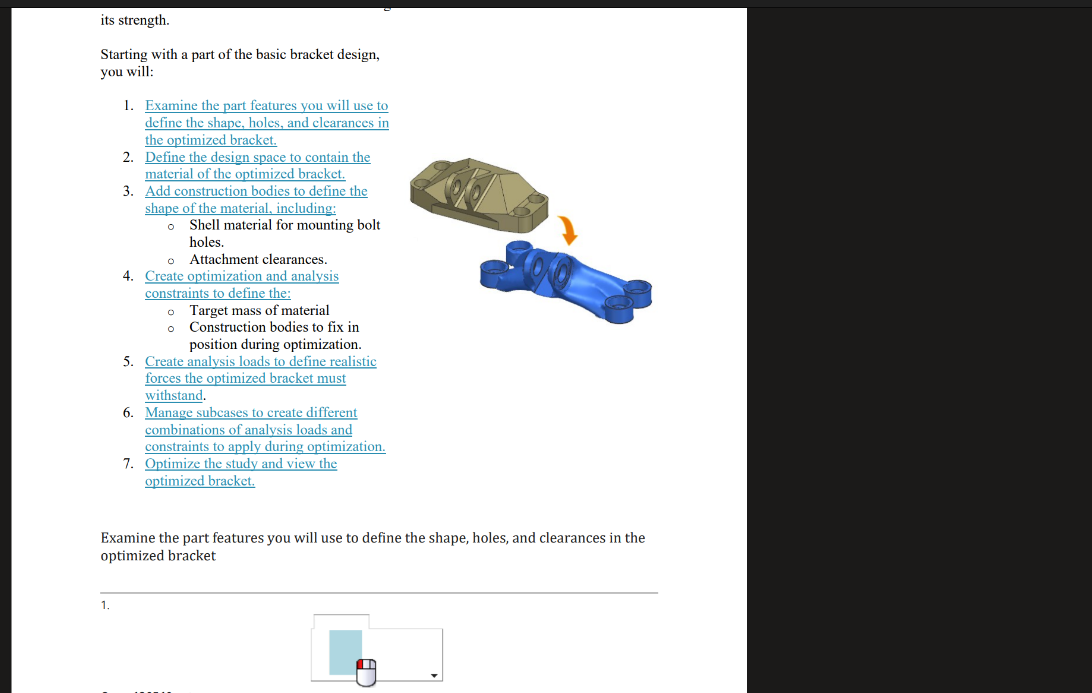 its strength.
Starting with a part of the basic bracket design,
you will:
1. Examine the part features you will use to
define the shape, holes, and clearances in
the optimized bracket.
2. Define the design space to contain the
material of the optimized bracket.
3. Add construction bodies to define the
shape of the material, including:
o Shell material for mounting bolt
holes.
o Attachment clearances.
4. Create optimization and analysis
constraints to define the:
o Target mass of material
o Construction bodies to fix in
position during optimization.
5. Create analysis loads to define realistic
forces the optimized bracket must
withstand.
6. Manage subcases to create different
combinations of analysis loads and
constraints to apply during optimization.
7. Optimize the study and view the
optimized bracket.
Examine the part features you will use to define the shape, holes, and clearances in the
optimized bracket
1.